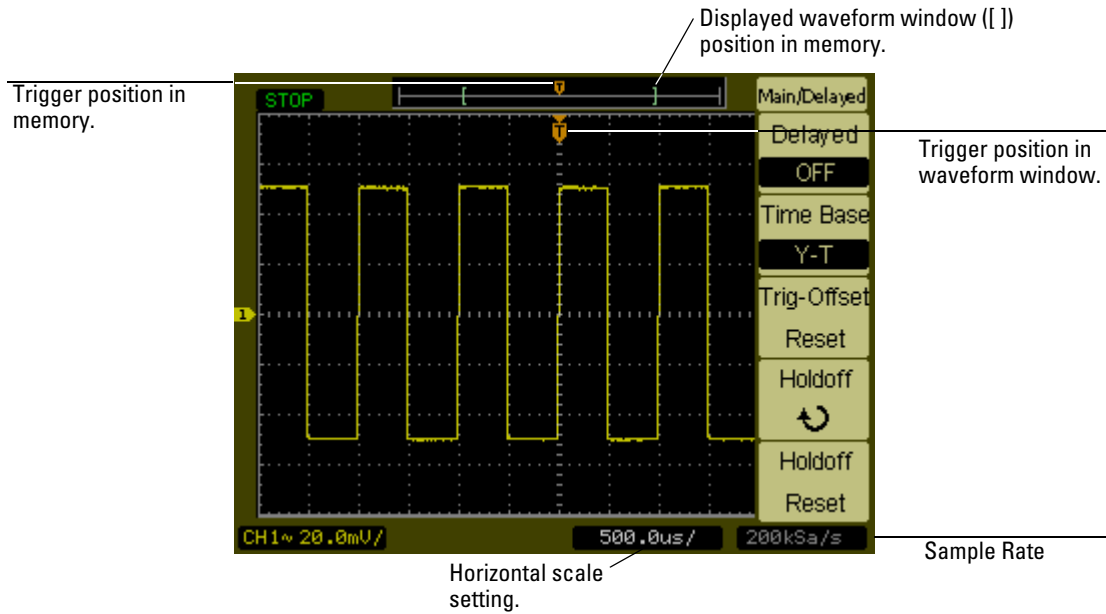 Displayed waveform window ([ ])
position in memory.
Trigger position in
memory.
STOP
T
Main/Delayed
T
Delayed
OFF
Trigger position in
waveform window.
Time Base
Y-T
Trig-Offset
Reset
1
Holdoff
Holdoff
Reset
CH1~ 20.0mV/
500.0us/
200kSa/s
Sample Rate
Horizontal scale
setting.